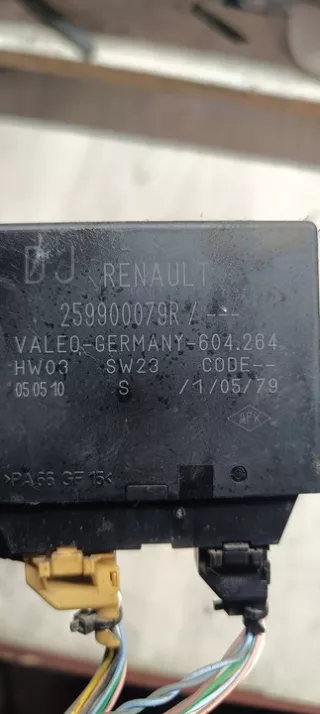 DJ RENAULT
259900079R / ---
VALEO-GERMANY-604.264
HW03 SW23 CODE--
05 05 10 S /1/05/79
APK
>PA66 GF 15<